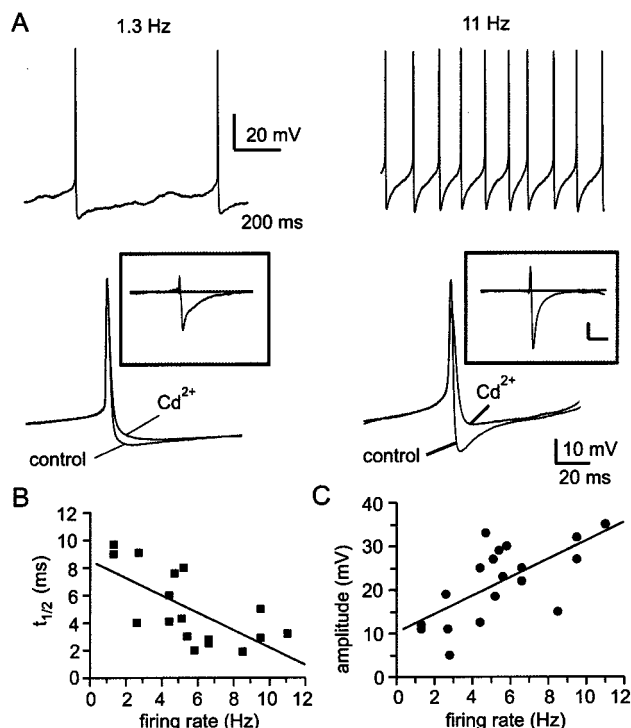 A
1.3 Hz
11 Hz
20 mV
200 ms
Cd2+
control
Cd2+
control
10 mV
20 ms
B
12
10
8
6
4
2
0
t1/2 (ms)
0 2 4 6 8 10 12
firing rate (Hz)
C
40
30
20
10
0
amplitude (mV)
0 2 4 6 8 10 12
firing rate (Hz)